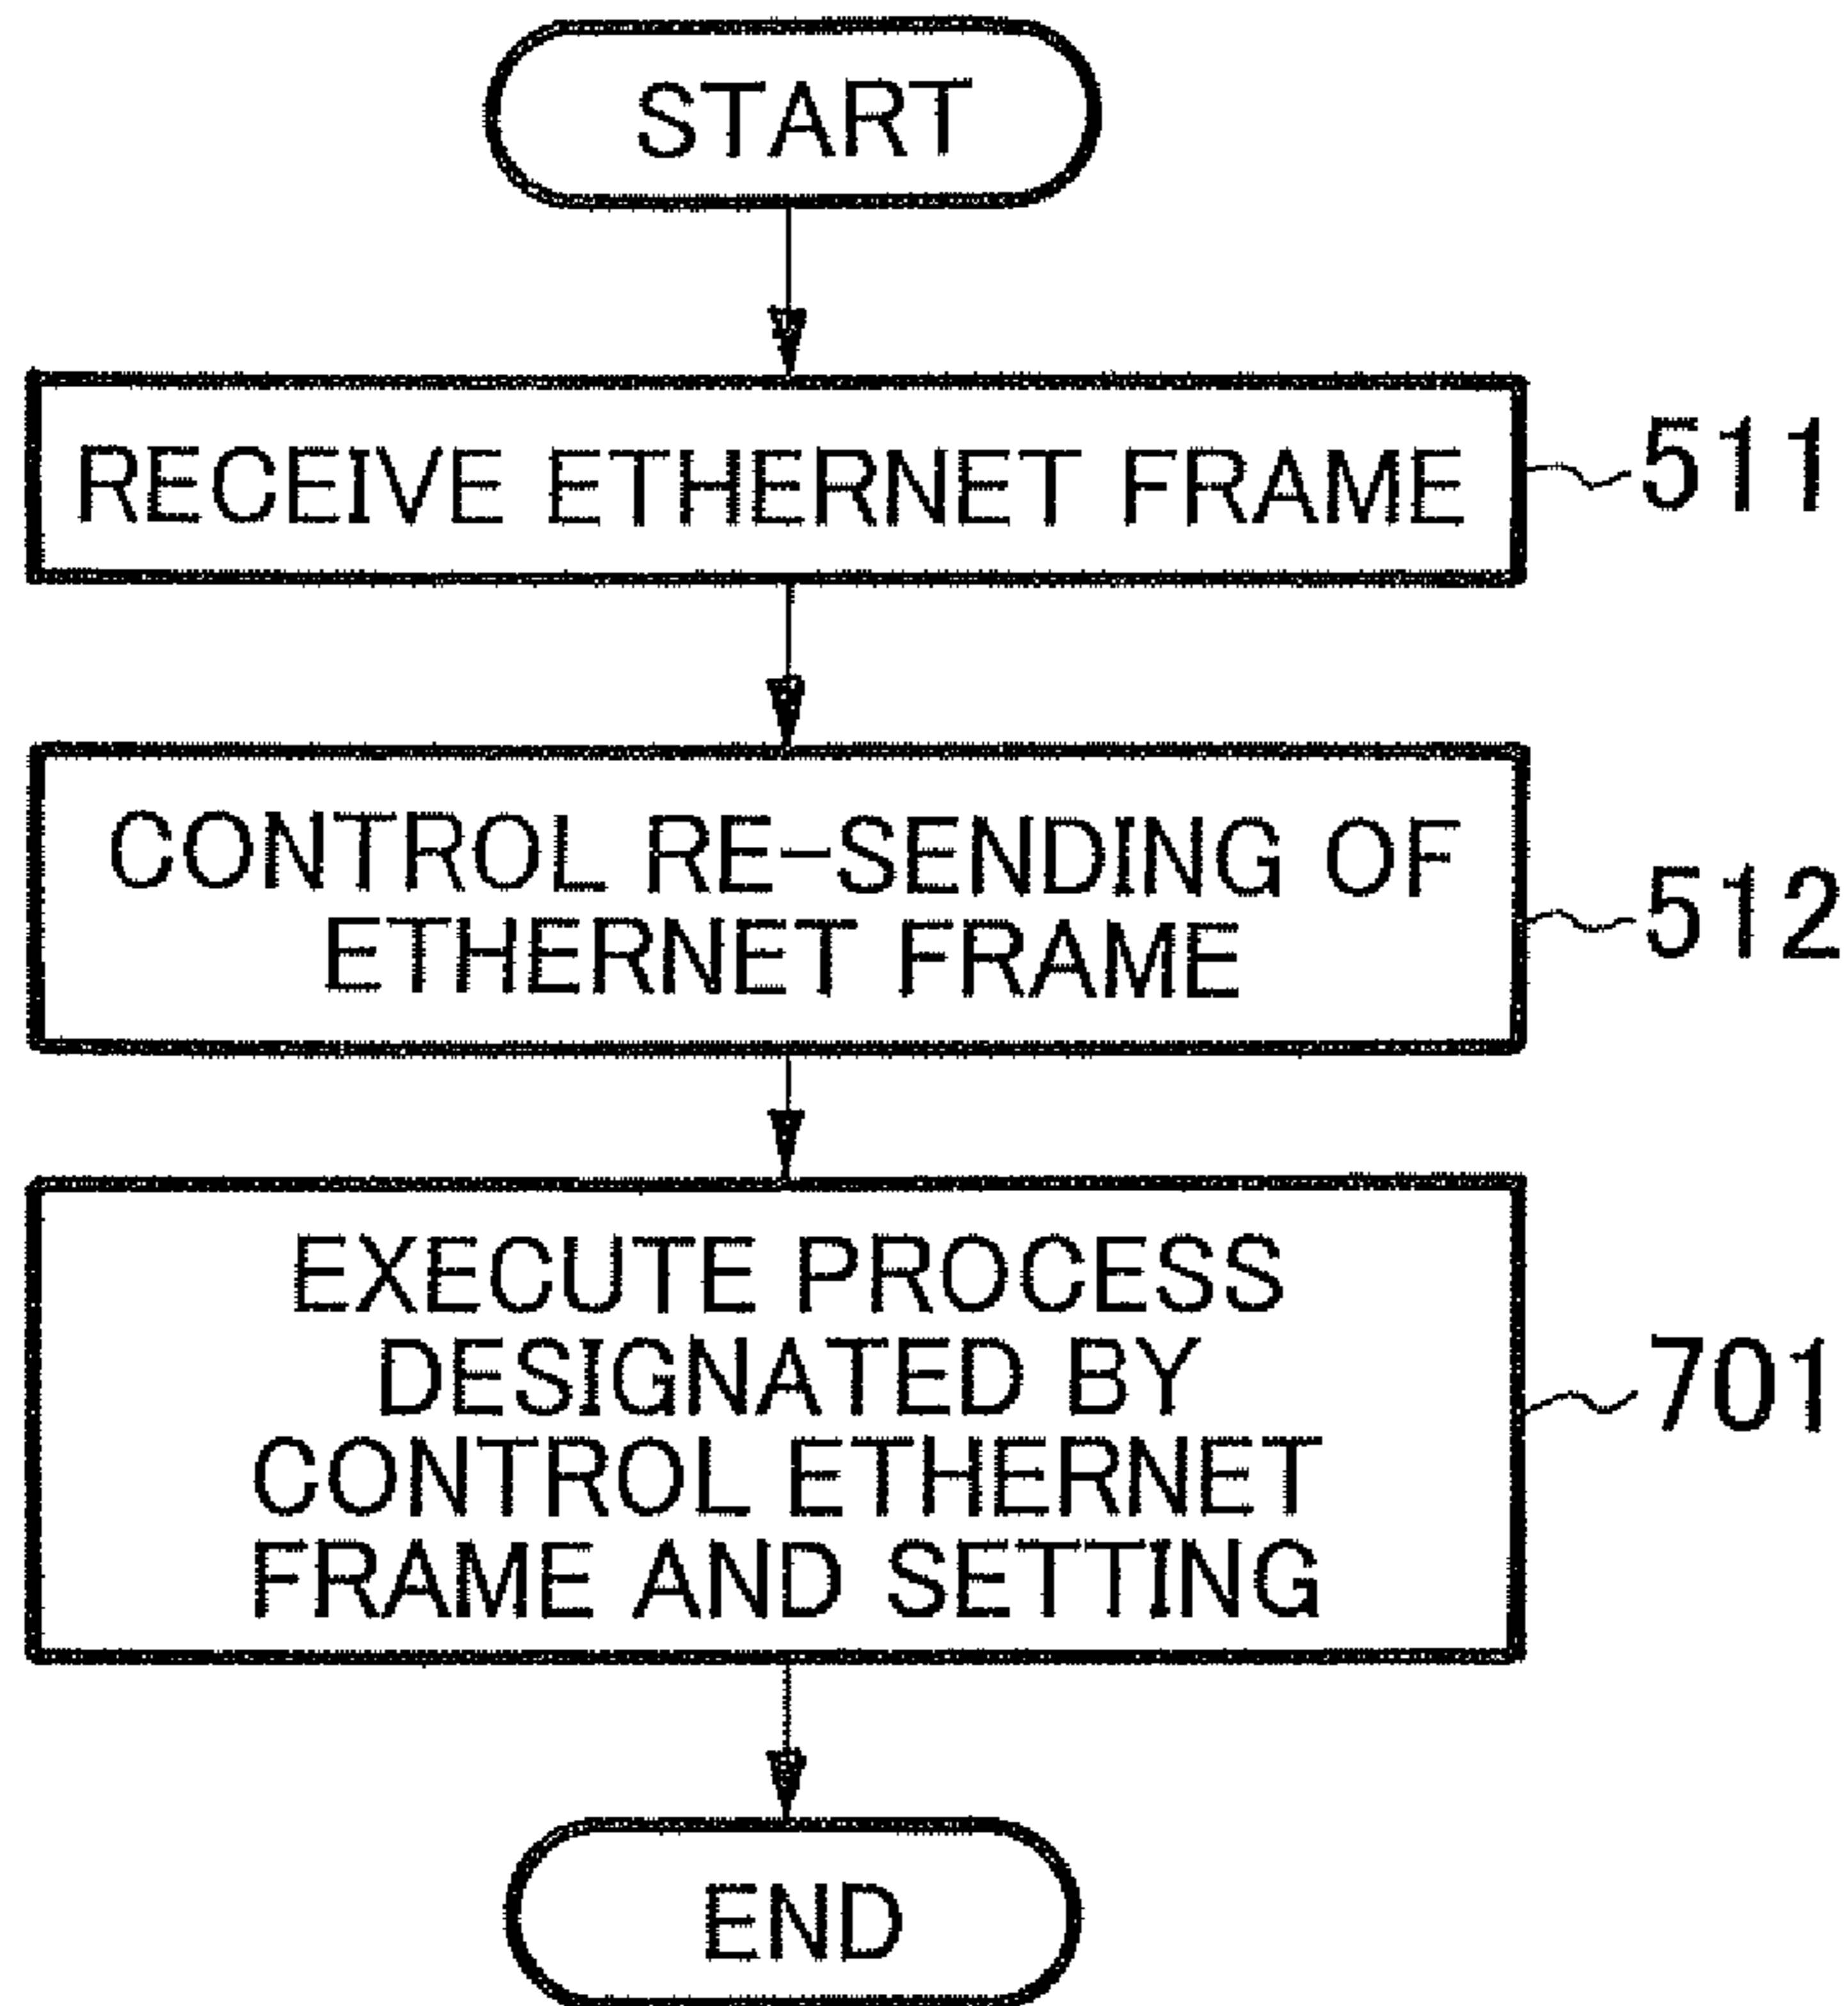 START
RECEIVE ETHERNET FRAME
511
CONTROL RE-SENDING OF
ETHERNET FRAME
512
EXECUTE PROCESS
DESIGNATED BY
CONTROL ETHERNET
FRAME AND SETTING
701
END